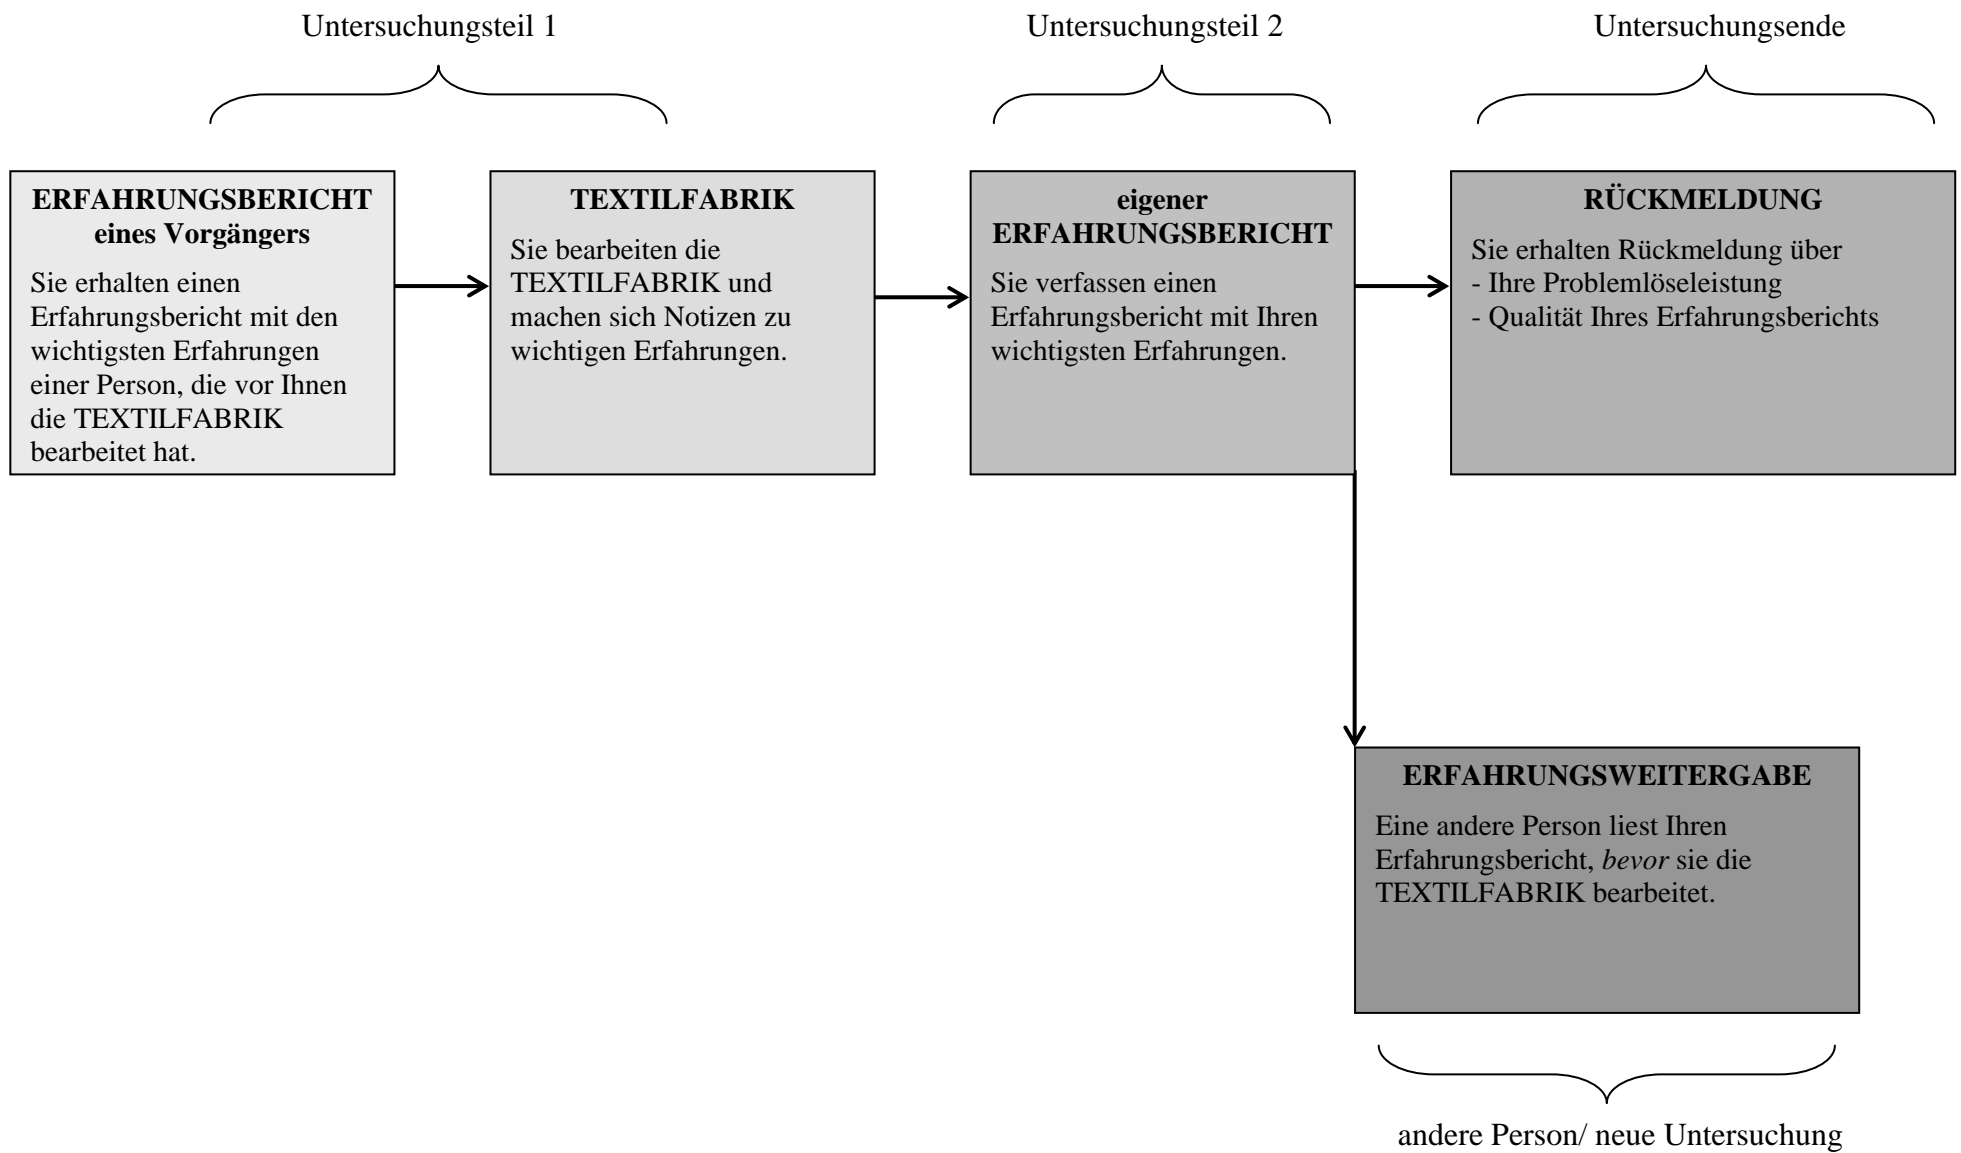 Untersuchungsteil 1
Untersuchungsteil 2
Untersuchungsende
ERFAHRUNGSBERICHT
eines Vorgängers
Sie erhalten einen
Erfahrungsbericht mit den
wichtigsten Erfahrungen
einer Person, die vor Ihnen
die TEXTILFABRIK
bearbeitet hat.
TEXTILFABRIK
Sie bearbeiten die
TEXTILFABRIK und
machen sich Notizen zu
wichtigen Erfahrungen.
eigener
ERFAHRUNGSBERICHT
Sie verfassen einen
Erfahrungsbericht mit Ihren
wichtigsten Erfahrungen.
RÜCKMELDUNG
Sie erhalten Rückmeldung über
- Ihre Problemlöseleistung
- Qualität Ihres Erfahrungsberichts
ERFAHRUNGSWEITERGABE
Eine andere Person liest Ihren
Erfahrungsbericht, bevor sie die
TEXTILFABRIK bearbeitet.
andere Person/ neue Untersuchung